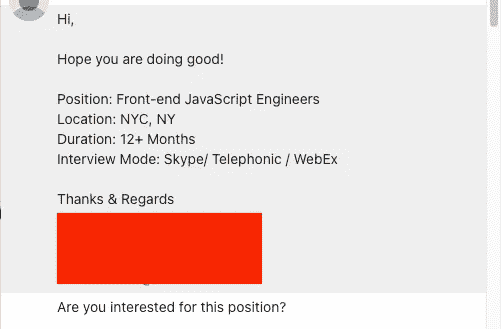 Hi,
Hope you are doing good!
Position: Front-end JavaScript Engineers
Location: NYC, NY
Duration: 12+ Months
Interview Mode: Skype/ Telephonic / WebEx
Thanks & Regards
Are you interested for this position?